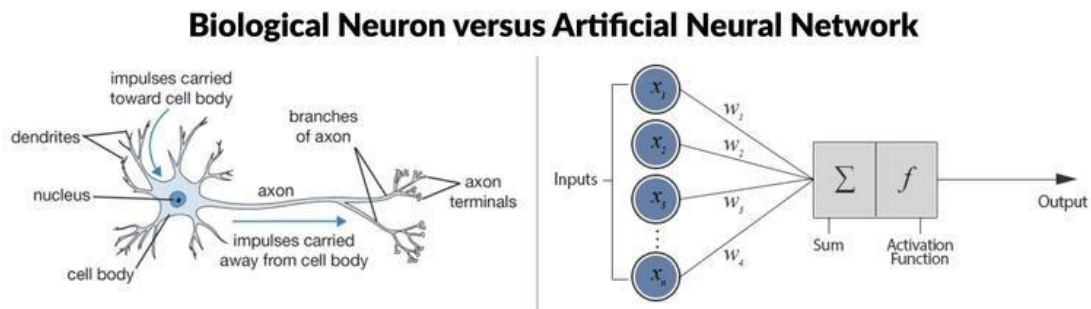 Biological Neuron versus Artificial Neural Network
impulses carried
toward cell body
dendrites
nucleus
cell body
axon
branches
of axon
axon
terminals
impulses carried
away from cell body
Inputs
x₁
x₂
x₃
xₙ
w₁
w₂
w₃
w₄
Σ
f
Sum
Activation
Function
Output